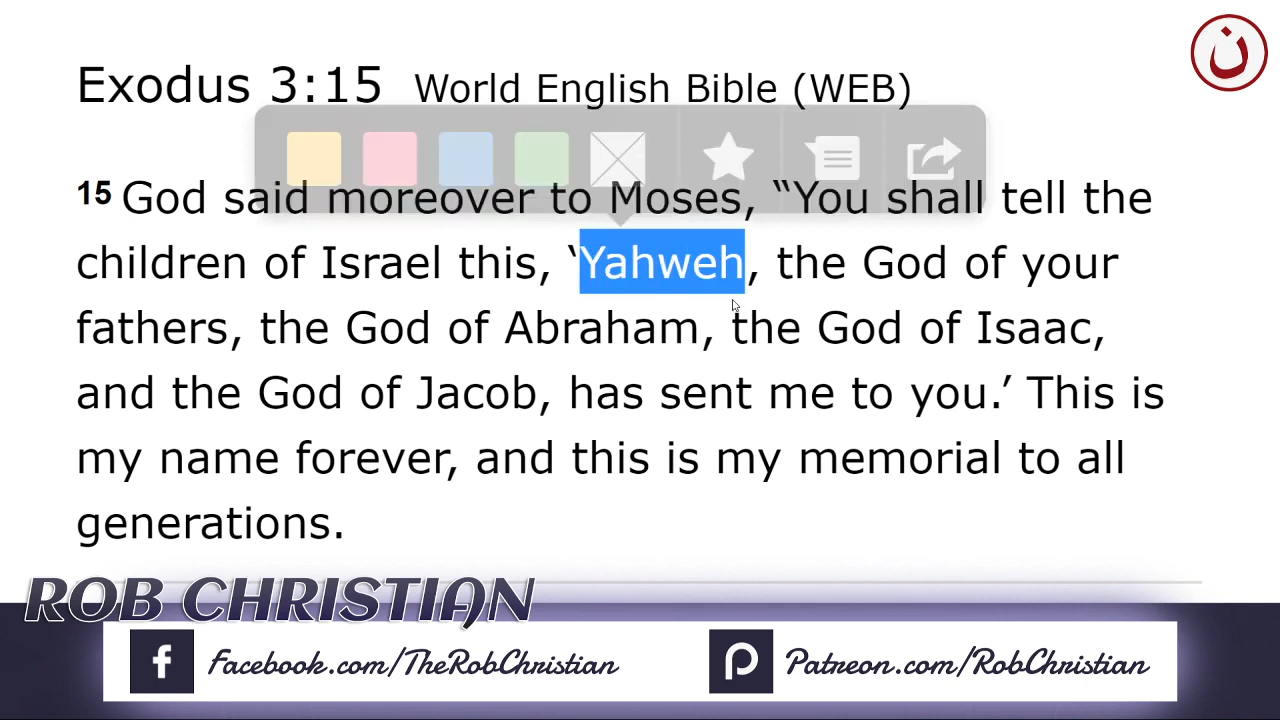 ن
Exodus 3:15 World English Bible (WEB)
15 God said moreover to Moses, “You shall tell the
children of Israel this, ‘Yahweh, the God of your
fathers, the God of Abraham, the God of Isaac,
and the God of Jacob, has sent me to you.’ This is
my name forever, and this is my memorial to all
generations.
ROB CHRISTIAN
Facebook.com/TheRobChristian
Patreon.com/RobChristian